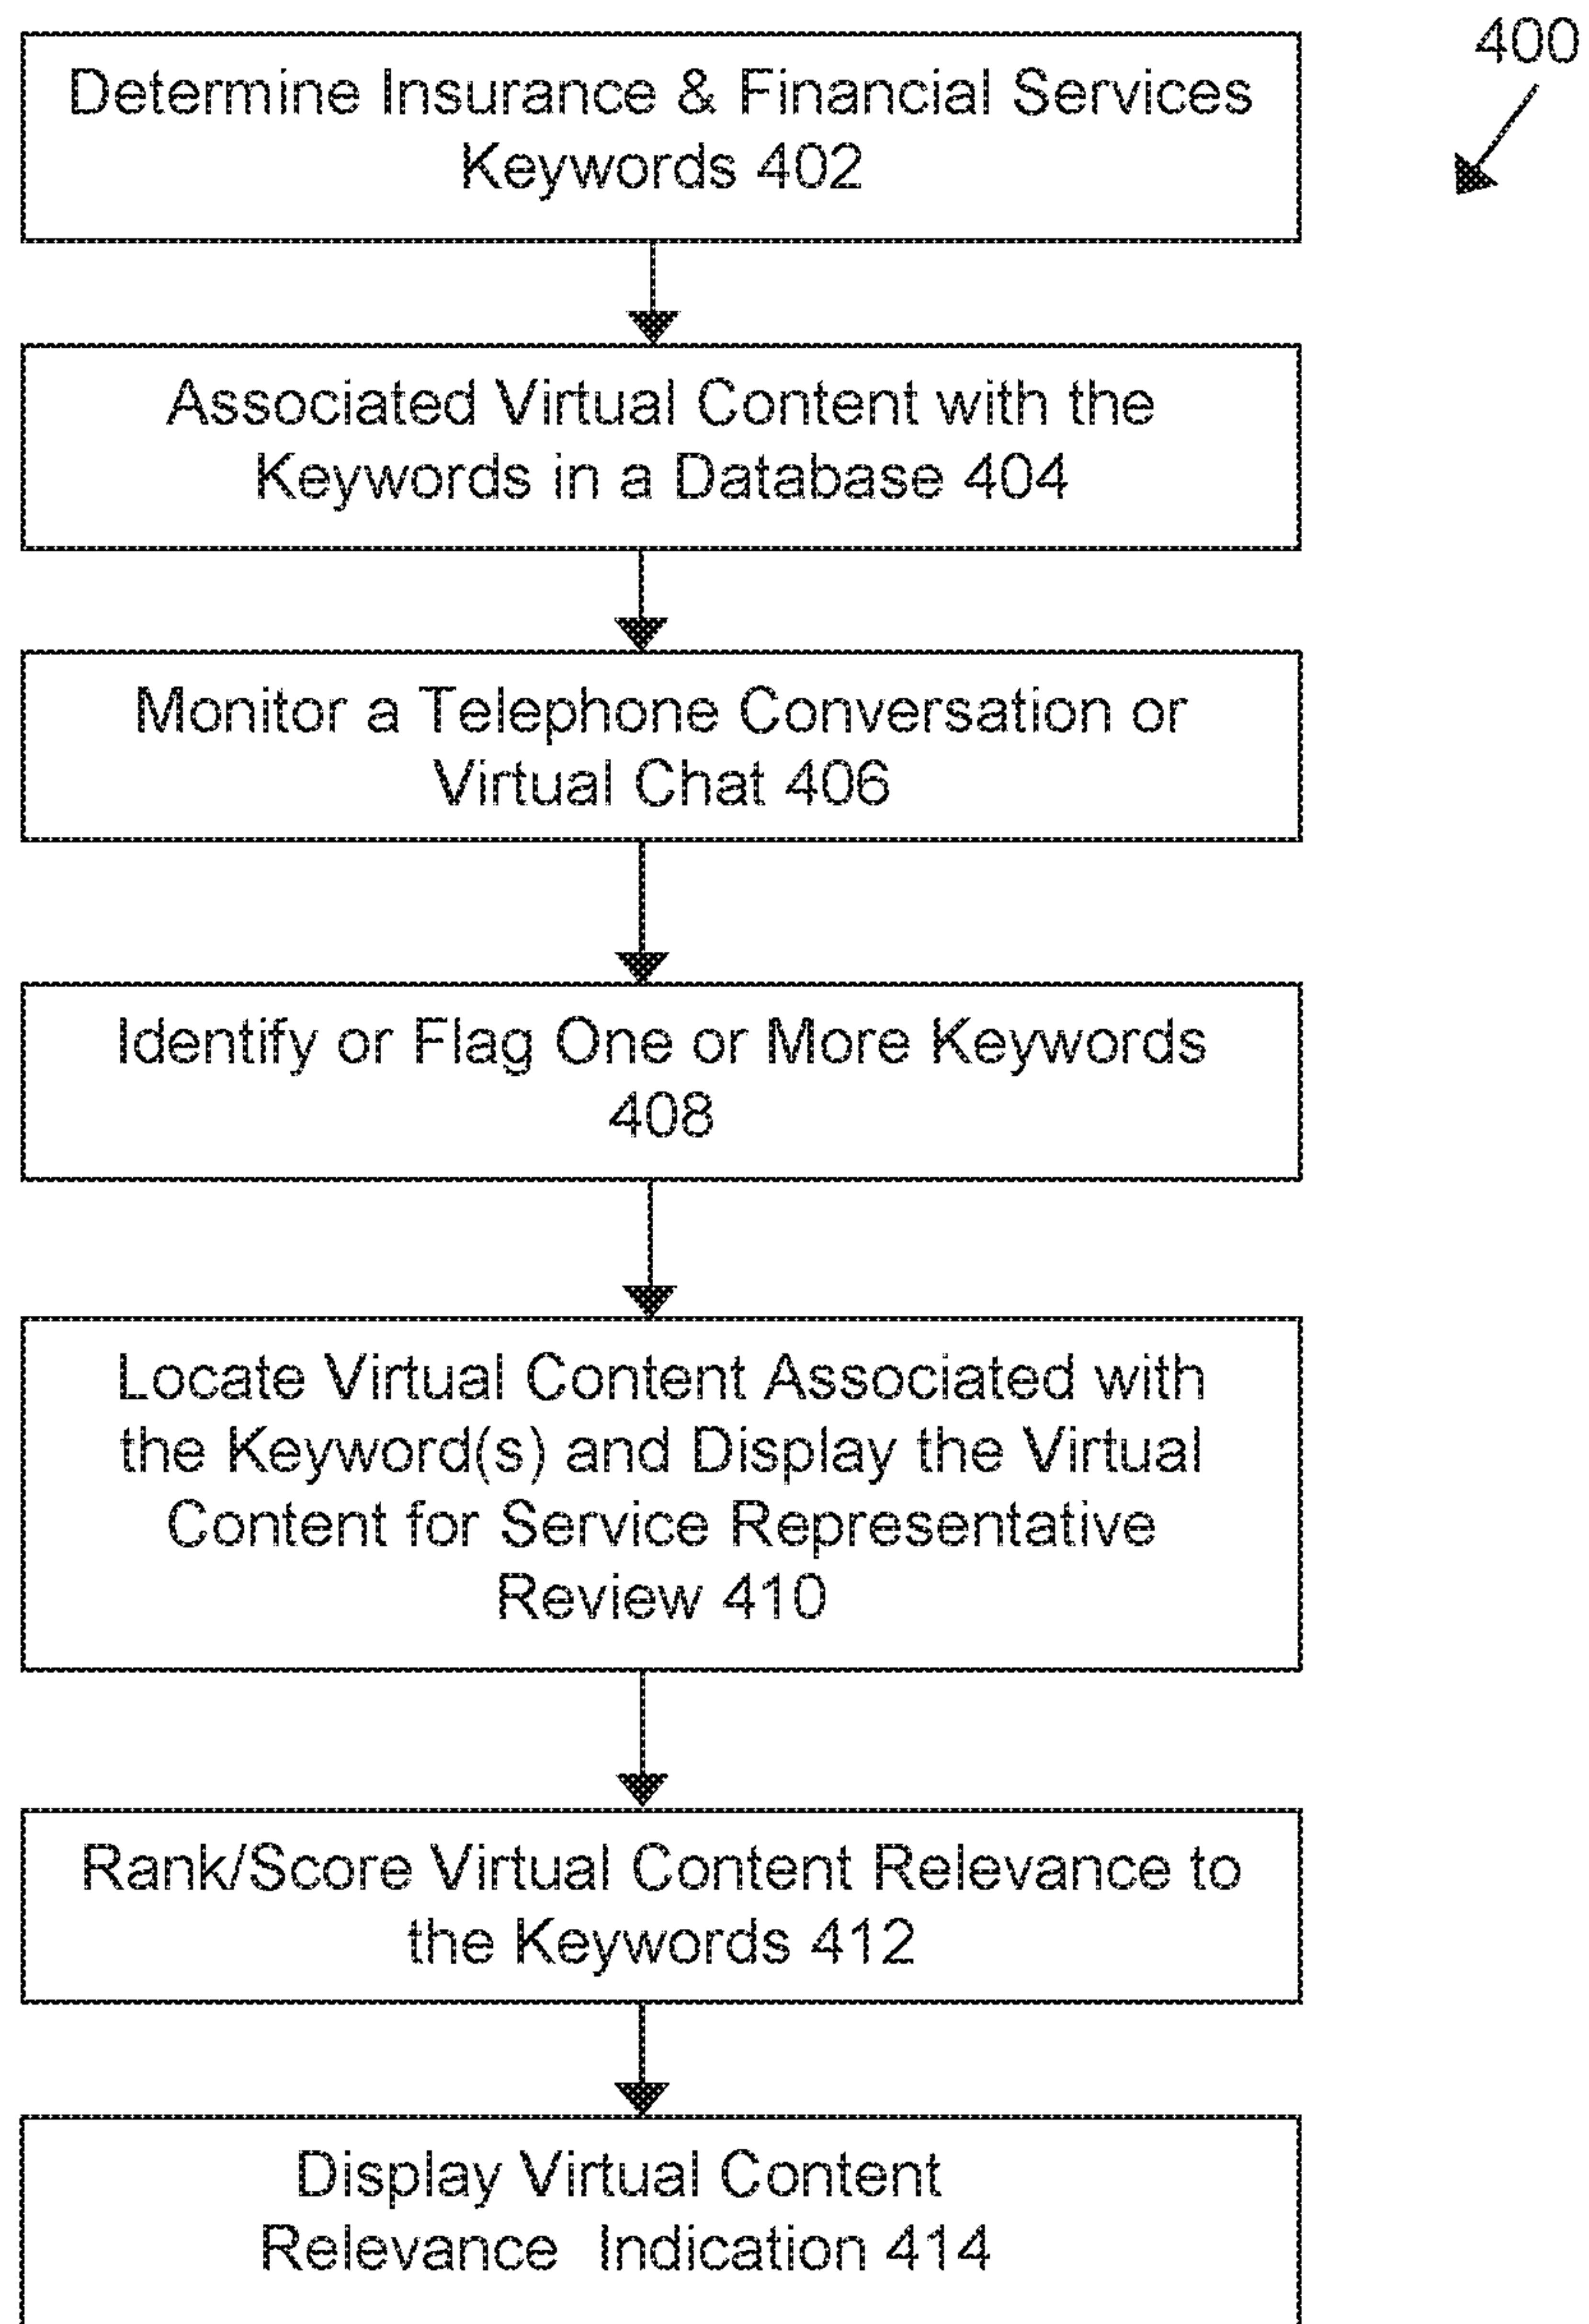 400
Determine Insurance & Financial Services
Keywords 402
Associated Virtual Content with the
Keywords in a Database 404
Monitor a Telephone Conversation or
Virtual Chat 406
Identify or Flag One or More Keywords
408
Locate Virtual Content Associated with
the Keyword(s) and Display the Virtual
Content for Service Representative
Review 410
Rank/Score Virtual Content Relevance to
the Keywords 412
Display Virtual Content
Relevance Indication 414